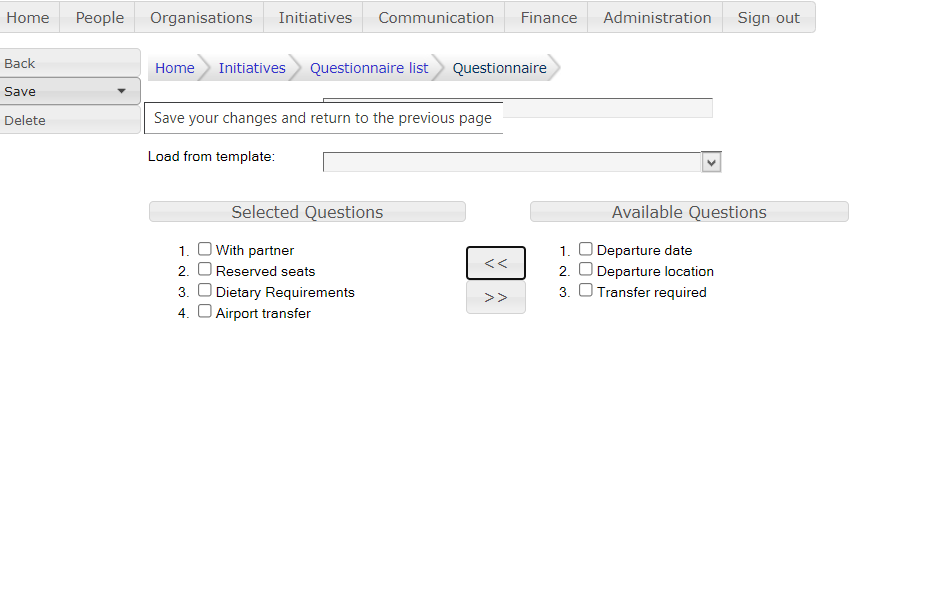 Home People Organisations Initiatives Communication Finance Administration Sign out
Back
Save
Delete
Home Initiatives Questionnaire list Questionnaire
Save your changes and return to the previous page
Load from template:
Selected Questions
1. With partner
2. Reserved seats
3. Dietary Requirements
4. Airport transfer
<<
>>
Available Questions
1. Departure date
2. Departure location
3. Transfer required